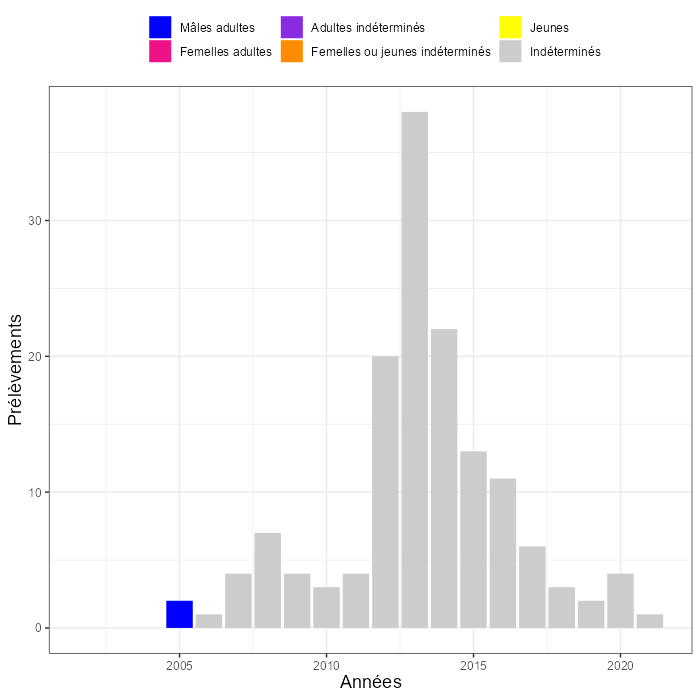 Mâles adultes
Adultes indéterminés
Jeunes
Femelles adultes
Femelles ou jeunes indéterminés
Indéterminés
Prélèvements
30
20
10
0
2005
2010
2015
2020
Années